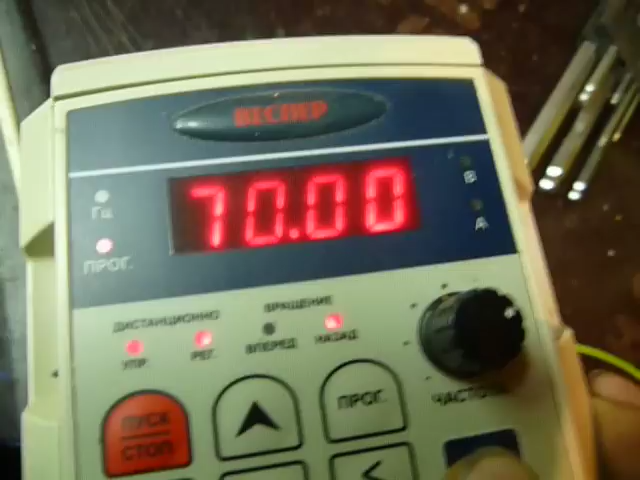 ВЕСПЕР
70.00
В
Гц
А
ПРОГ.
ДИСТАНЦИОННО
ВРАЩЕНИЕ
УПР.
РЕГ.
ВПЕРЕД
НАЗАД
ПУСК
СТОП
ПРОГ.